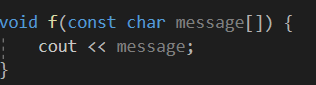 void f(const char message[]) {
    cout << message;
}